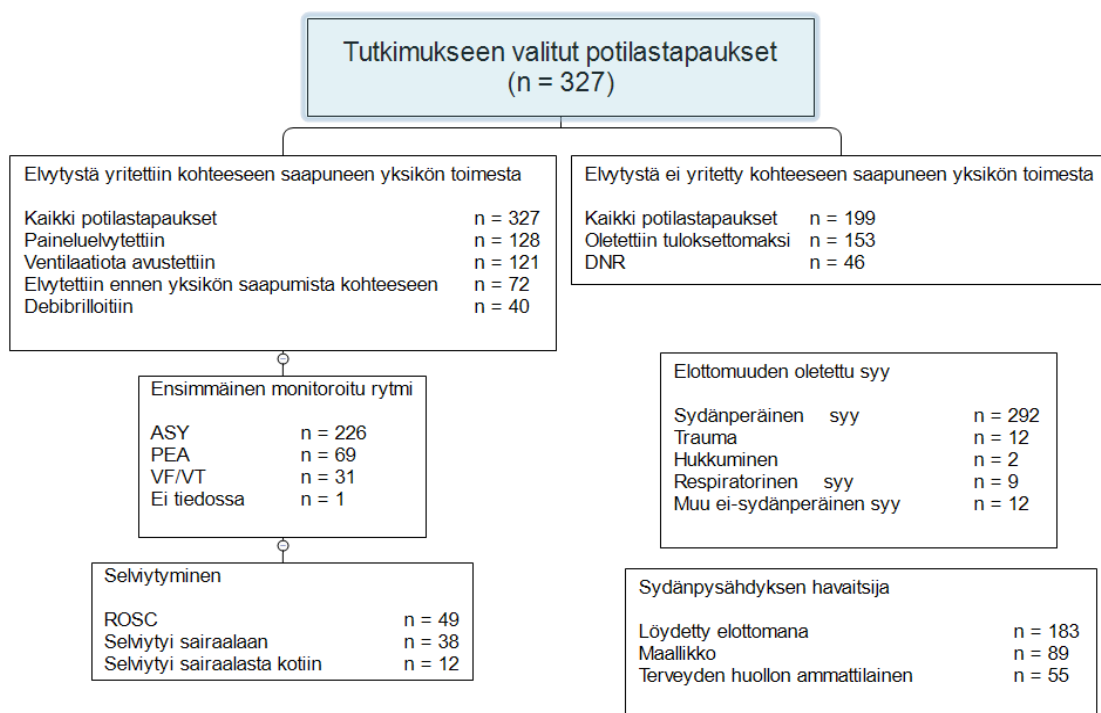 Tutkimukseen valitut potilastapaukset
(n = 327)
Elvytystä yritettiin kohteeseen saapuneen yksikön toimesta
Kaikki potilastapaukset n = 327
Paineluelvytettiin n = 128
Ventilaatiota avustettiin n = 121
Elvytettiin ennen yksikön saapumista kohteeseen n = 72
Debibrilloitiin n = 40
Elvytystä ei yritetty kohteeseen saapuneen yksikön toimesta
Kaikki potilastapaukset n = 199
Oletettiin tuloksettomaksi n = 153
DNR n = 46
Ensimmäinen monitoroitu rytmi
ASY n = 226
PEA n = 69
VF/VT n = 31
Ei tiedossa n = 1
Elottomuuden oletettu syy
Sydänperäinen syy n = 292
Trauma n = 12
Hukkuminen n = 2
Respiratorinen syy n = 9
Muu ei-sydänperäinen syy n = 12
Selviytyminen
ROSC n = 49
Selviytyi sairaalaan n = 38
Selviytyi sairaalasta kotiin n = 12
Sydänpysähdyksen havaitsija
Löydetty elottomana n = 183
Maallikko n = 89
Terveyden huollon ammattilainen n = 55